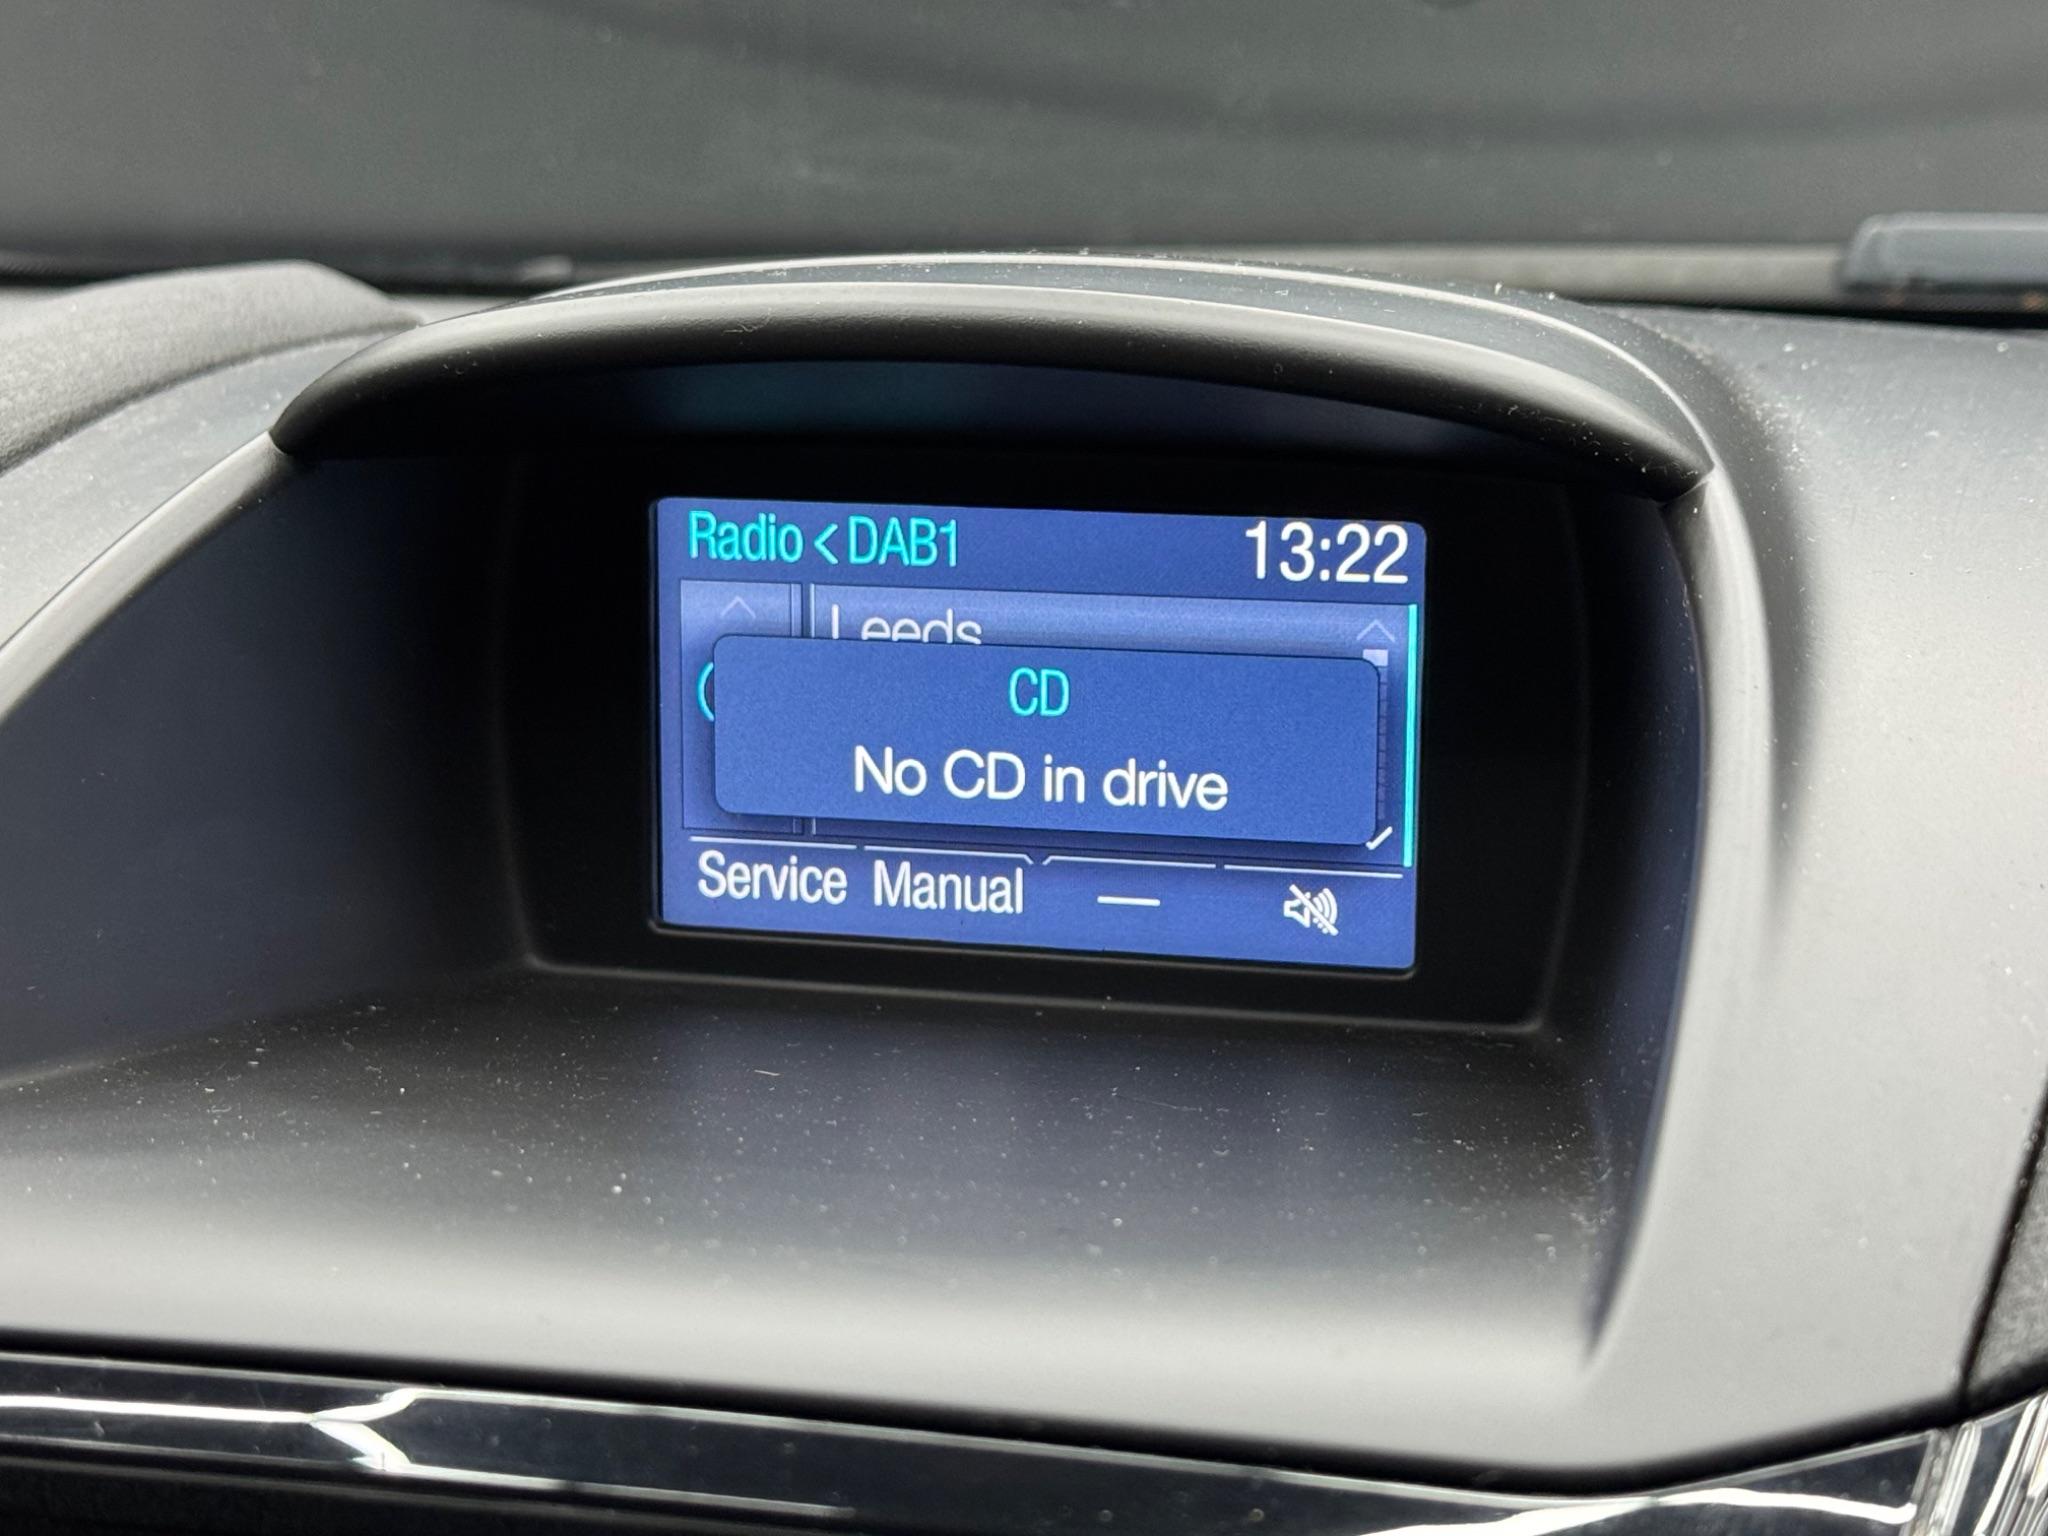 Radio < DAB1 13:22
Leeds
CD
No CD in drive
Service Manual —